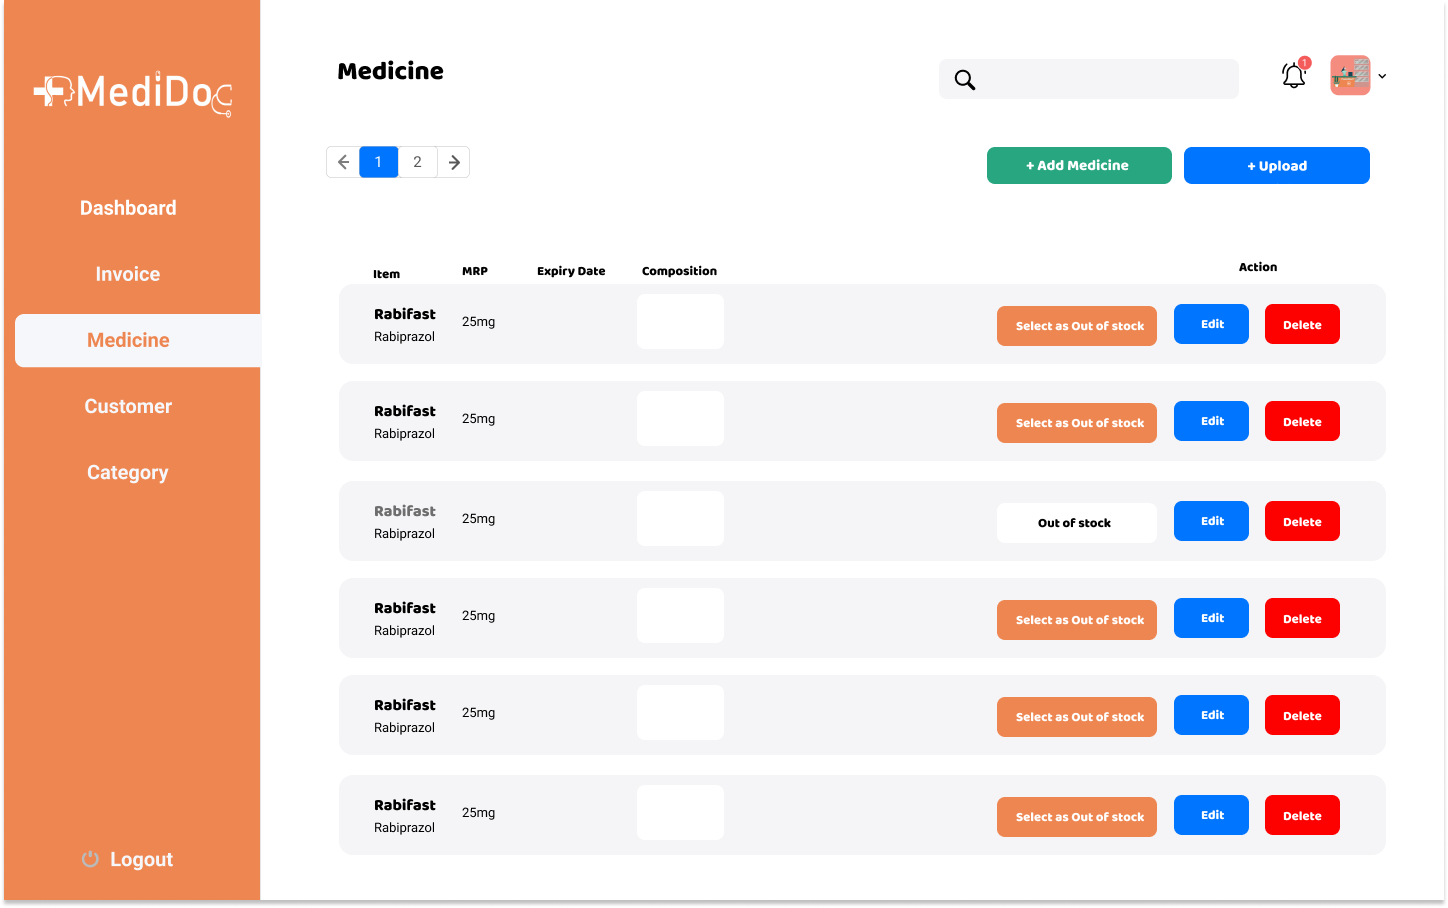 MediDoc
Dashboard
Invoice
Medicine
Customer
Category
Logout
Medicine
1
1
2
+ Add Medicine
+ Upload
Item
MRP
Expiry Date
Composition
Action
Rabifast
Rabiprazol
25mg
Select as Out of stock
Edit
Delete
Rabifast
Rabiprazol
25mg
Select as Out of stock
Edit
Delete
Rabifast
Rabiprazol
25mg
Out of stock
Edit
Delete
Rabifast
Rabiprazol
25mg
Select as Out of stock
Edit
Delete
Rabifast
Rabiprazol
25mg
Select as Out of stock
Edit
Delete
Rabifast
Rabiprazol
25mg
Select as Out of stock
Edit
Delete